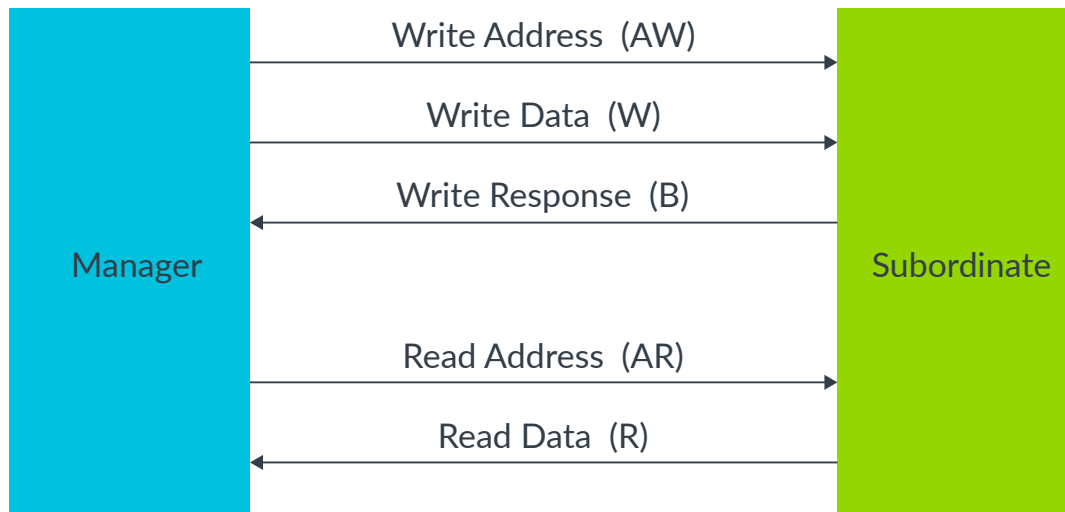 Write Address (AW)
Write Data (W)
Write Response (B)
Manager
Subordinate
Read Address (AR)
Read Data (R)